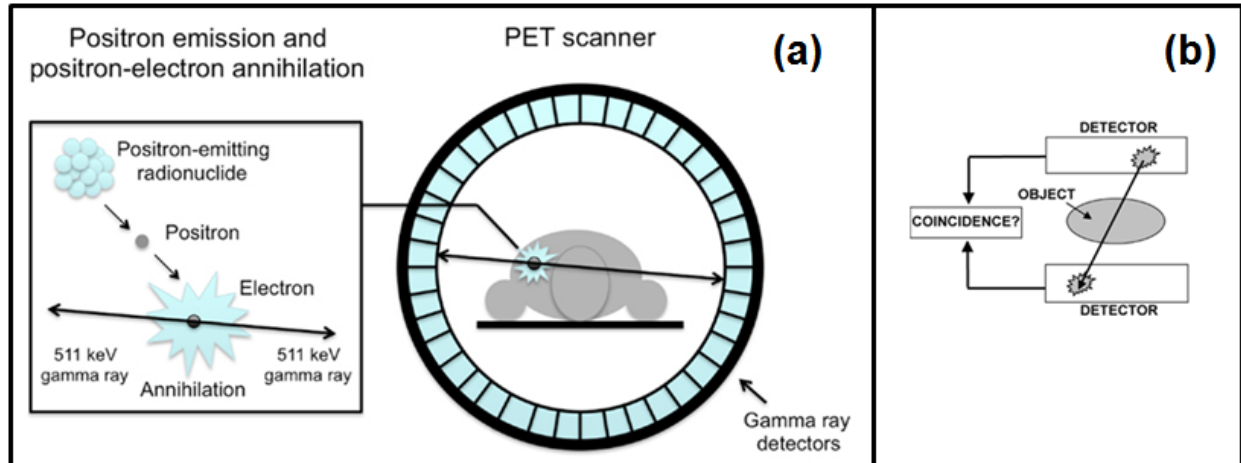 Positron emission and
positron-electron annihilation
PET scanner
(a)
Positron-emitting
radionuclide
Positron
Electron
511 keV
gamma ray
Annihilation
511 keV
gamma ray
Gamma ray
detectors
(b)
DETECTOR
OBJECT
COINCIDENCE?
DETECTOR